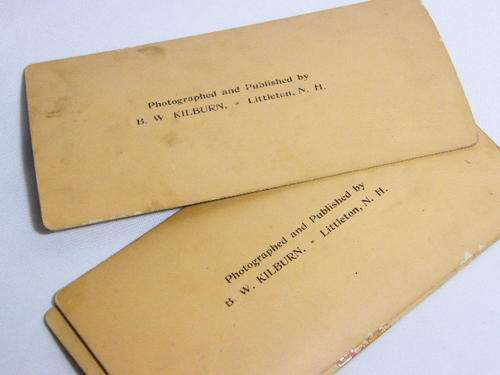 Photographed and Published by
B. W. KILBURN, - Littleton, N. H.
Photographed and Published by
B. W. KILBURN, - Littleton, N. H.